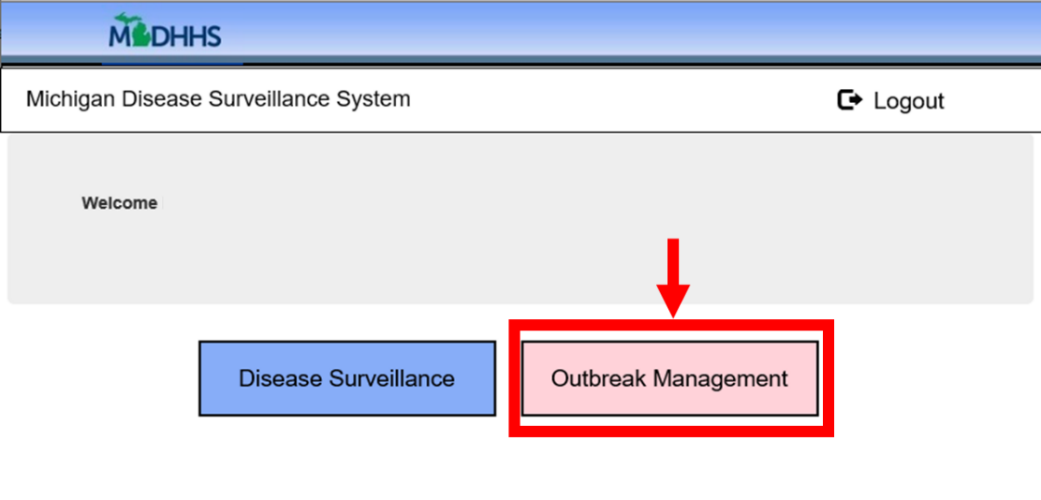 MDHHS
Michigan Disease Surveillance System
Logout
Welcome
Disease Surveillance
Outbreak Management